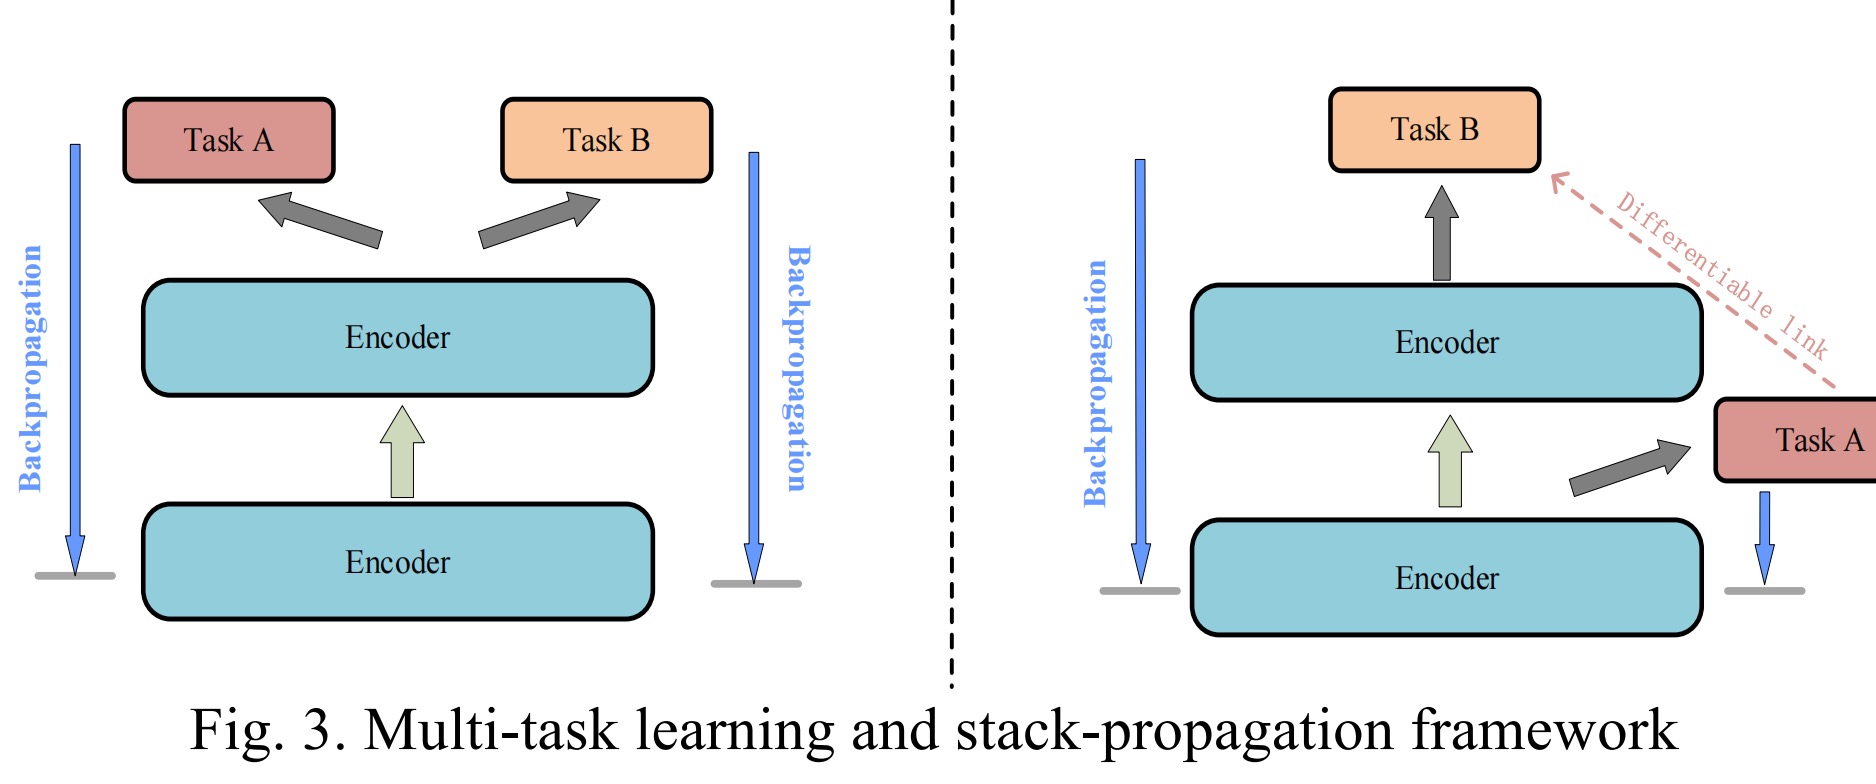 Task A
Task B
Backpropagation
Backpropagation
Encoder
Encoder
Task B
Differentiable link
Backpropagation
Encoder
Task A
Encoder
Fig. 3. Multi-task learning and stack-propagation framework